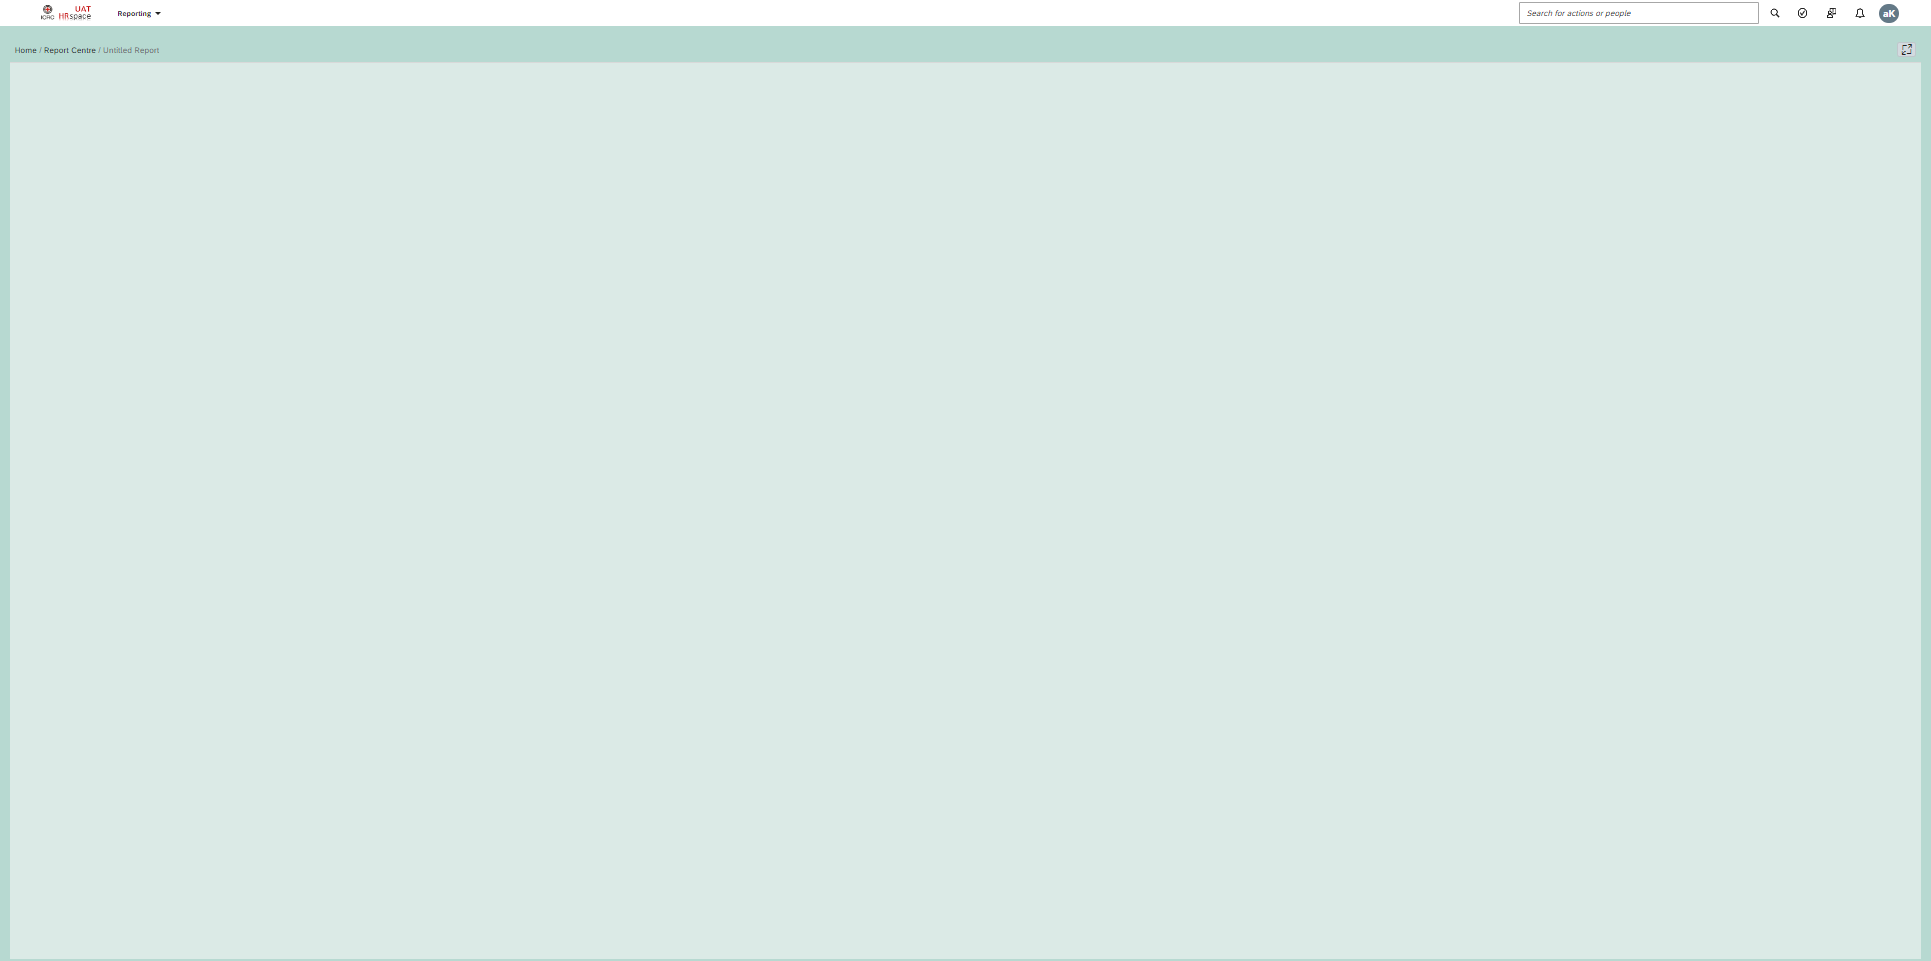 ICRC
UAT
HRspace
Reporting
Search for actions or people
aK
Home / Report Centre / Untitled Report